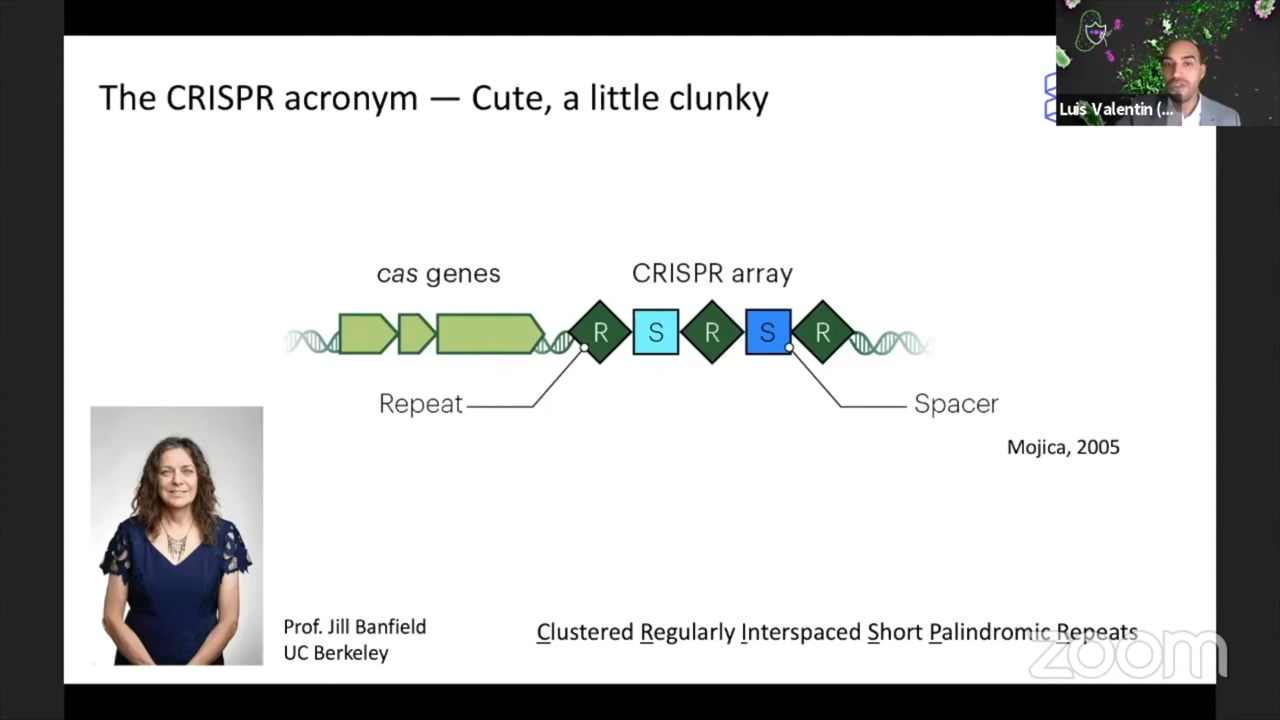 The CRISPR acronym — Cute, a little clunky
Luis Valentin (...
cas genes
CRISPR array
R S R S R
Repeat
Spacer
Mojica, 2005
Prof. Jill Banfield
UC Berkeley
Clustered Regularly Interspaced Short Palindromic Repeats
zoom